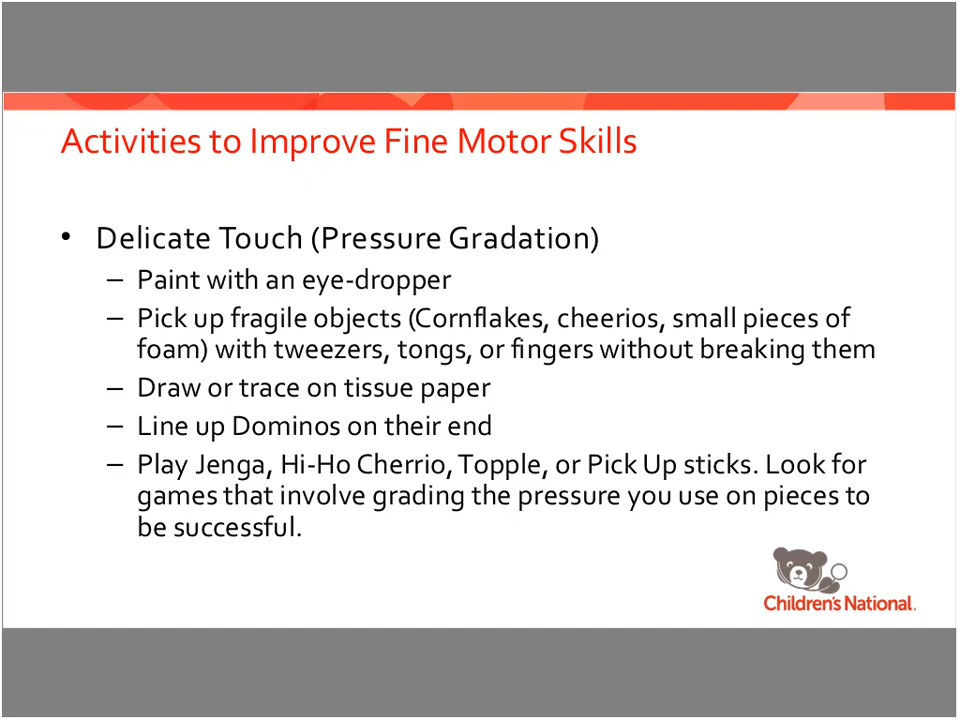 Activities to Improve Fine Motor Skills
• Delicate Touch (Pressure Gradation)
– Paint with an eye-dropper
– Pick up fragile objects (Cornflakes, cheerios, small pieces of
foam) with tweezers, tongs, or fingers without breaking them
– Draw or trace on tissue paper
– Line up Dominos on their end
– Play Jenga, Hi-Ho Cherrio, Topple, or Pick Up sticks. Look for
games that involve grading the pressure you use on pieces to
be successful.
Children's National.